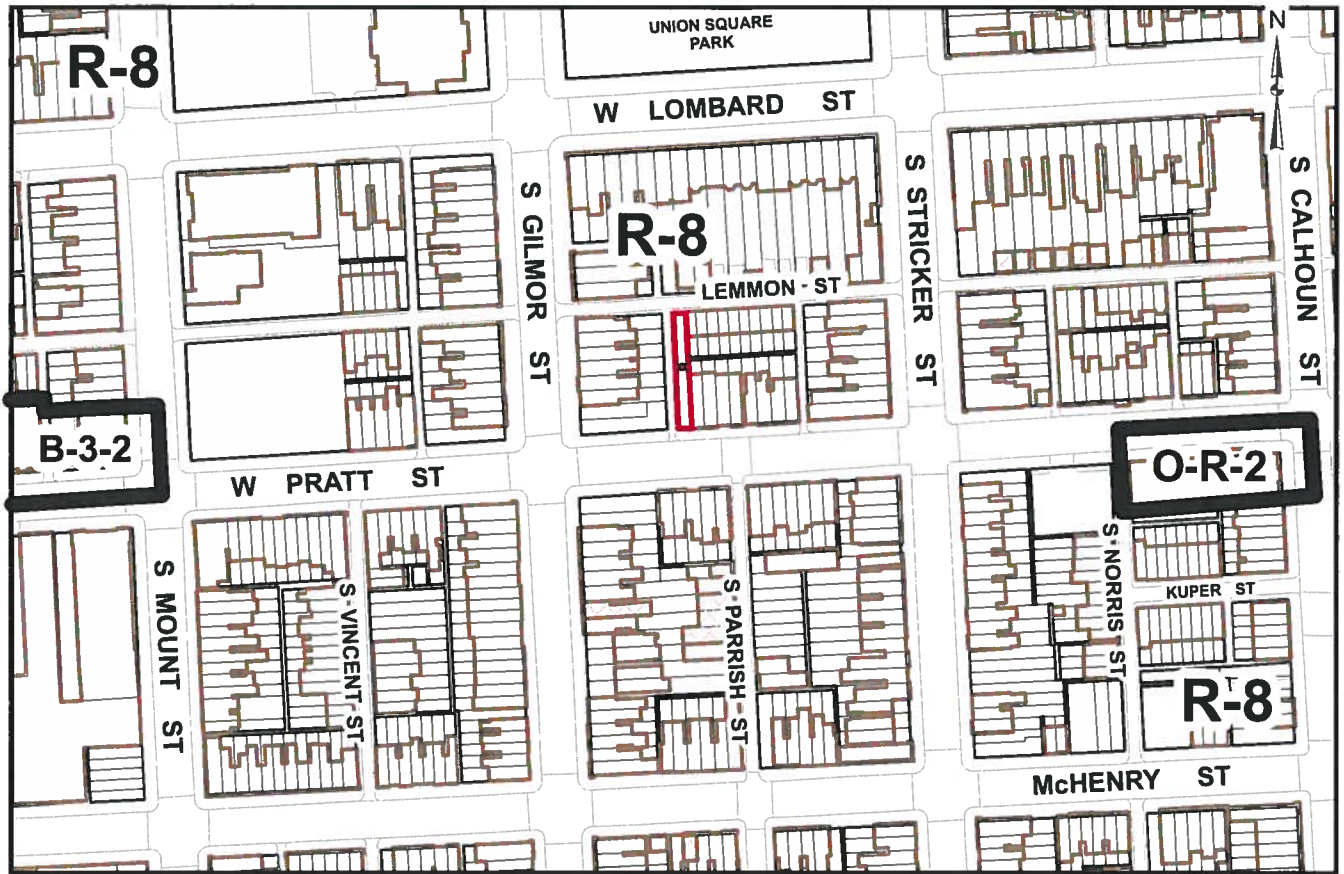 UNION SQUARE
PARK
N
R-8
W LOMBARD ST
S GILMOR ST
R-8
S STRICKER ST
S CALHOUN ST
LEMMON - ST
B-3-2
O-R-2
W PRATT ST
S MOUNT ST
S - VINCENT - ST
S - PARRISH - ST
S - NORRIS - ST
KUPER ST
R-8
McHENRY ST